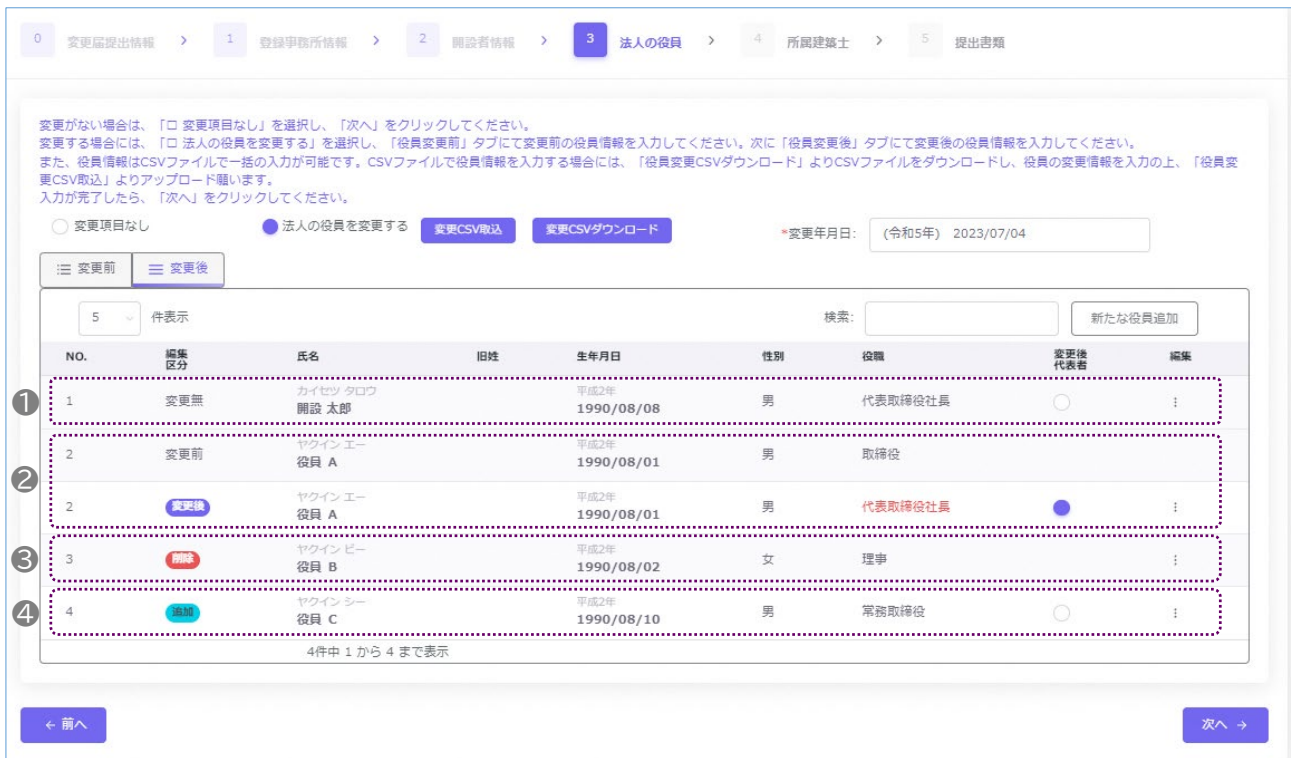 0 変更届提出情報 > 1 登録事務所情報 > 2 開設者情報 > 3 法人の役員 > 4 所属建築士 > 5 提出書類
変更がない場合は、「□ 変更項目なし」を選択し、「次へ」をクリックしてください。
変更する場合には、「□ 法人の役員を変更する」を選択し、「役員変更前」タブにて変更前の役員情報を入力してください。次に「役員変更後」タブにて変更後の役員情報を入力してください。
また、役員情報はCSVファイルで一括の入力が可能です。CSVファイルで役員情報を入力する場合には、「役員変更CSVダウンロード」よりCSVファイルをダウンロードし、役員の変更情報を入力の上、「役員変
更CSV取込」よりアップロード願います。
入力が完了したら、「次へ」をクリックしてください。
変更項目なし 法人の役員を変更する 変更CSV取込 変更CSVダウンロード *変更年月日: (令和5年) 2023/07/04
変更前 変更後
5 件表示 検索: 新たな役員追加
NO. 編集 氏名 旧姓 生年月日 性別 役職 変更後 編集
区分 代表者
カイセツ タロウ 平成2年
❶ 1 変更無 開設 太郎 1990/08/08 男 代表取締役社長
ヤクイン エー 平成2年
❷ 2 変更前 役員 A 1990/08/01 男 取締役
ヤクイン エー 平成2年
2 変更後 役員 A 1990/08/01 男 代表取締役社長
ヤクイン ビー 平成2年
❸ 3 削除 役員 B 1990/08/02 女 理事
ヤクイン シー 平成2年
❹ 4 追加 役員 C 1990/08/10 男 常務取締役
4件中 1 から 4 まで表示
← 前へ 次へ →